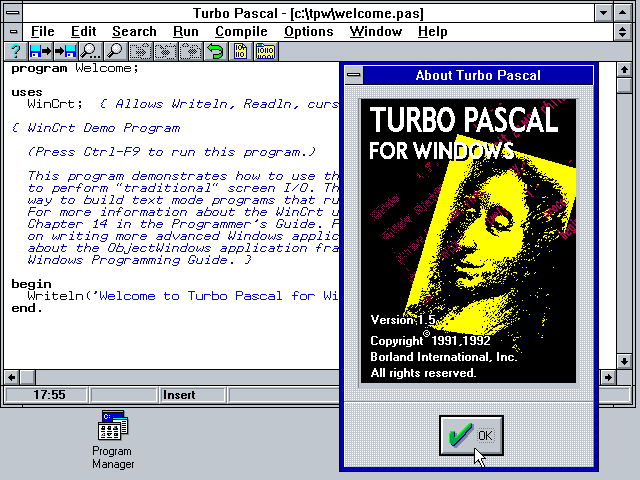 Turbo Pascal - [c:\tpw\welcome.pas]
File Edit Search Run Compile Options Window Help
program Welcome;
uses
WinCrt; { Allows Writeln, Readln, curs
{ WinCrt Demo Program
(Press Ctrl-F9 to run this program.)
This program demonstrates how to use th
to perform "traditional" screen I/O. Th
way to build text mode programs that ru
For more information about the WinCrt u
Chapter 14 in the Programmer's Guide. F
on writing more advanced Windows applic
about the ObjectWindows application fra
Windows Programming Guide. }
begin
Writeln('Welcome to Turbo Pascal for Wi
end.
17:55 Insert
About Turbo Pascal
TURBO PASCAL
FOR WINDOWS
Version 1.5
Copyright © 1991,1992
Borland International, Inc.
All rights reserved.
OK
Program
Manager